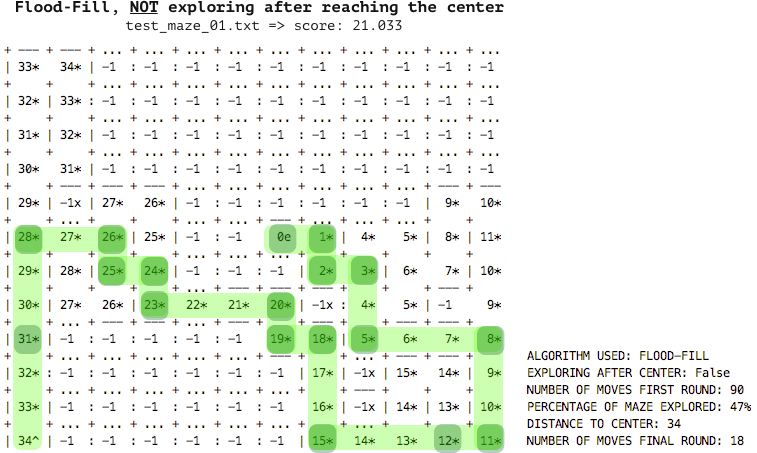 Flood-Fill, NOT exploring after reaching the center
test_maze_01.txt => score: 21.033
+ --- + --- + ... + ... + ... + ... + ... + ... + ... + ... + ... + ...
| 33*   34* | -1  : -1  : -1  : -1  : -1  : -1  : -1  : -1  : -1  : -1
+     +     + ... + ... + ... + ... + ... + ... + ... + ... + ... + ...
| 32* | 33* : -1  : -1  : -1  : -1  : -1  : -1  : -1  : -1  : -1  : -1
+     +     + ... + ... + ... + ... + ... + ... + ... + ... + ... + ...
| 31* | 32* | -1  : -1  : -1  : -1  : -1  : -1  : -1  : -1  : -1  : -1
+     +     + ... + ... + ... + ... + ... + ... + ... + ... + ... + ...
| 30*   31* | -1  : -1  : -1  : -1  : -1  : -1  : -1  : -1  : -1  : -1
+     + --- + --- + --- + ... + ... + ... + ... + ... + ... + --- + ---
| 29* | -1x | 27*   26* | -1  : -1  : -1  : -1  : -1  : -1  | 9*    10*
+     + ... +     +     + ... + ... + --- + ... + ... + ... +     +
| 28*   27*   26* | 25* | -1  : -1    0e    1*  | 4*    5*  | 8*  | 11*
+     + --- +     +     + ... + ... + ... +     + --- +     +     +
| 29* | 28* | 25*   24* | -1  : -1  : -1  | 2*    3*  | 6*    7*  | 10*
+     +     + --- + --- + ... + --- + --- + --- +     + --- + --- +
| 30* | 27*   26* | 23*   22*   21*   20* | -1x : 4*  | 5*  | -1    9*
+     + ... + --- + --- + --- + --- +     + ... +     +     + ... +
| 31* | -1  : -1  : -1  : -1  : -1  | 19*   18* | 5*    6*    7*    8*
+     + ... + ... + ... + ... + ... + --- +     + --- + --- + --- +
| 32* : -1  : -1  : -1  : -1  : -1  : -1  | 17* | -1x | 15*   14* | 9*
+     + ... + ... + ... + ... + ... + ... +     + --- +     +     +
| 33* : -1  : -1  : -1  : -1  : -1  : -1  | 16* | -1x | 14* | 13* | 10*
+     + ... + ... + ... + ... + ... + ... +     + --- +     +     +
| 34^ | -1  : -1  : -1  : -1  : -1  : -1  | 15*   14*   13*   12* | 11*
ALGORITHM USED: FLOOD-FILL
EXPLORING AFTER CENTER: False
NUMBER OF MOVES FIRST ROUND: 90
PERCENTAGE OF MAZE EXPLORED: 47%
DISTANCE TO CENTER: 34
NUMBER OF MOVES FINAL ROUND: 18